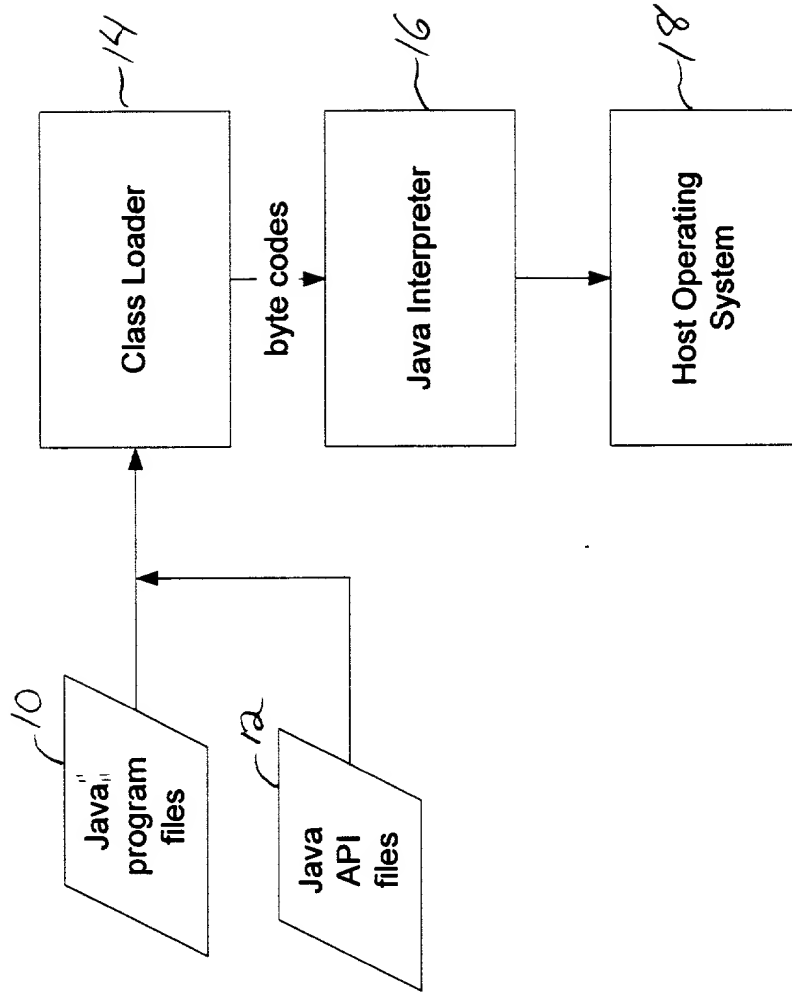 10
Java"
program"
files
12
Java
API
files
14
Class Loader
byte codes
16
Java Interpreter
18
Host Operating
System